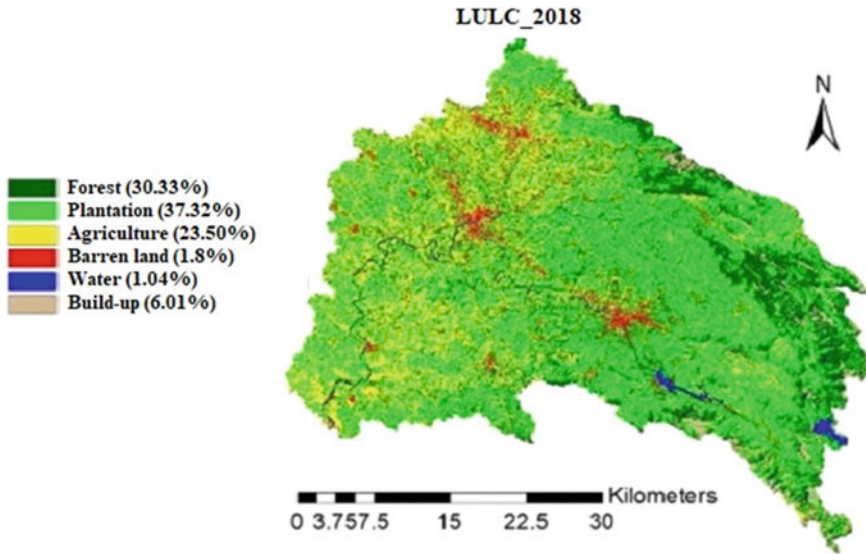 LULC_2018
N
Forest (30.33%)
Plantation (37.32%)
Agriculture (23.50%)
Barren land (1.8%)
Water (1.04%)
Build-up (6.01%)
Kilometers
0 3.757.5 15 22.5 30